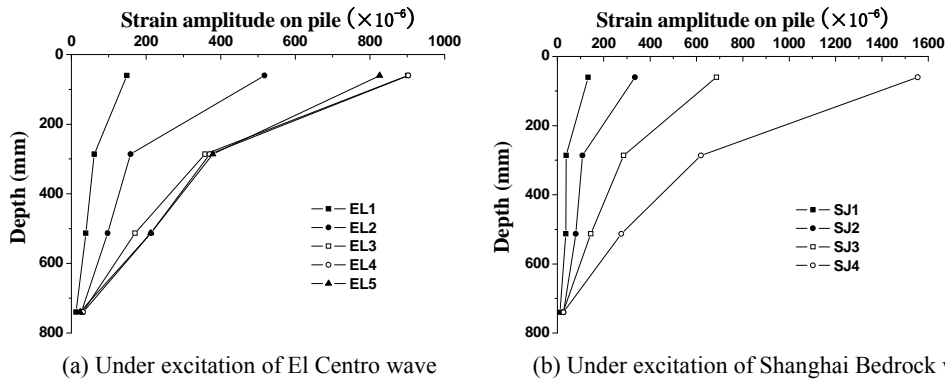 Strain amplitude on pile (×10⁻⁶)
0 200 400 600 800 1000
0
200
400
600
800
Depth (mm)
EL1
EL2
EL3
EL4
EL5
(a) Under excitation of El Centro wave
Strain amplitude on pile (×10⁻⁶)
0 200 400 600 800 1000 1200 1400 1600
0
200
400
600
800
Depth (mm)
SJ1
SJ2
SJ3
SJ4
(b) Under excitation of Shanghai Bedrock